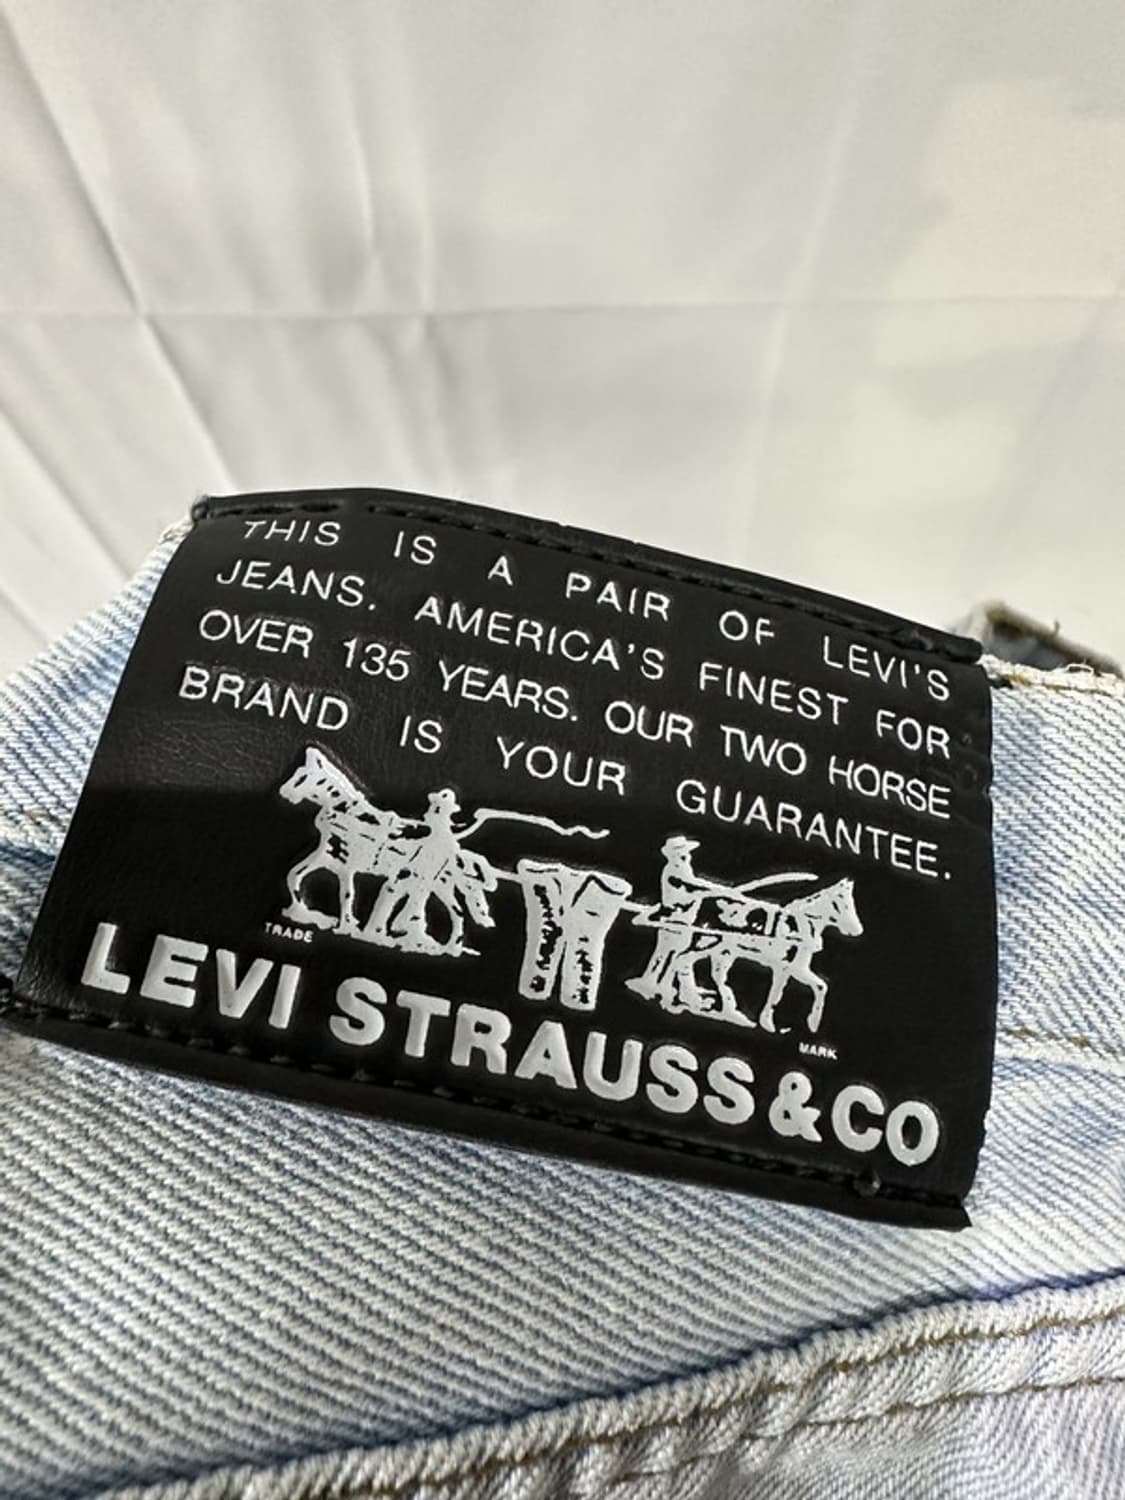 THIS IS A PAIR OF LEVI'S
JEANS. AMERICA'S FINEST FOR
OVER 135 YEARS. OUR TWO HORSE
BRAND IS YOUR GUARANTEE.
TRADE
MARK
LEVI STRAUSS & CO